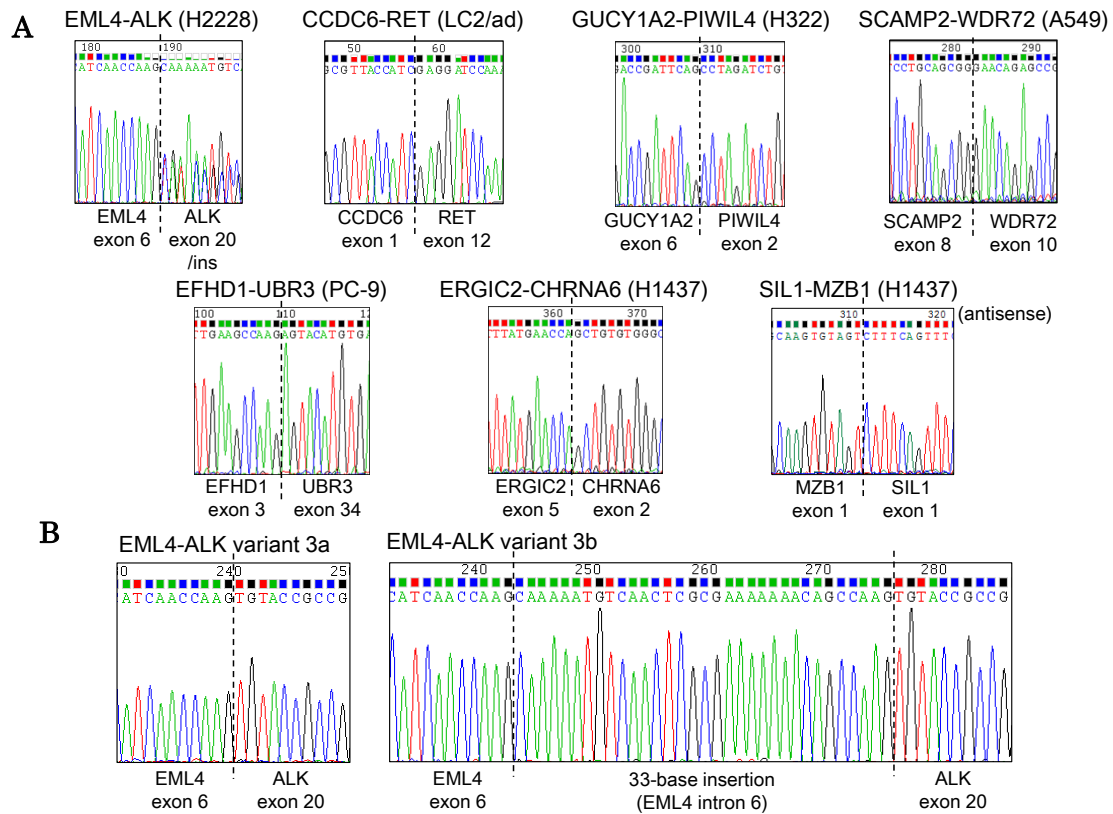 A
EML4-ALK (H2228)
180 190
ATCAACCAAGCAAAAATGTC
EML4 ALK
exon 6 exon 20
/ins
CCDC6-RET (LC2/ad)
50 60
GCGTTACCATCGAGGATCCAAA
CCDC6 RET
exon 1 exon 12
GUCY1A2-PIWIL4 (H322)
300 310
GACCGATTCAGCCTAGATCTGT
GUCY1A2 PIWIL4
exon 6 exon 2
SCAMP2-WDR72 (A549)
280 290
CCTGCAGCGGGAACAGAGCCG
SCAMP2 WDR72
exon 8 exon 10
EFHD1-UBR3 (PC-9)
100 110
TTGAAGCCAAGAGTACATGTGA
EFHD1 UBR3
exon 3 exon 34
ERGIC2-CHRNA6 (H1437)
360 370
TTTATGAACCAGCTGTGTGGGC
ERGIC2 CHRNA6
exon 5 exon 2
SIL1-MZB1 (H1437)
(antisense)
310 320
GCAAGTGTAGTCTTTCAGTTTC
MZB1 SIL1
exon 1 exon 1
B
EML4-ALK variant 3a
240 25
ATCAACCAAGTGTACCGCCG
EML4 ALK
exon 6 exon 20
EML4-ALK variant 3b
240 250 260 270 280
CATCAACCAAGCAAAAATGTCAACTCGCGAAAAAAACAGCCAAGTGTACCGCCG
EML4 33-base insertion ALK
exon 6 (EML4 intron 6) exon 20